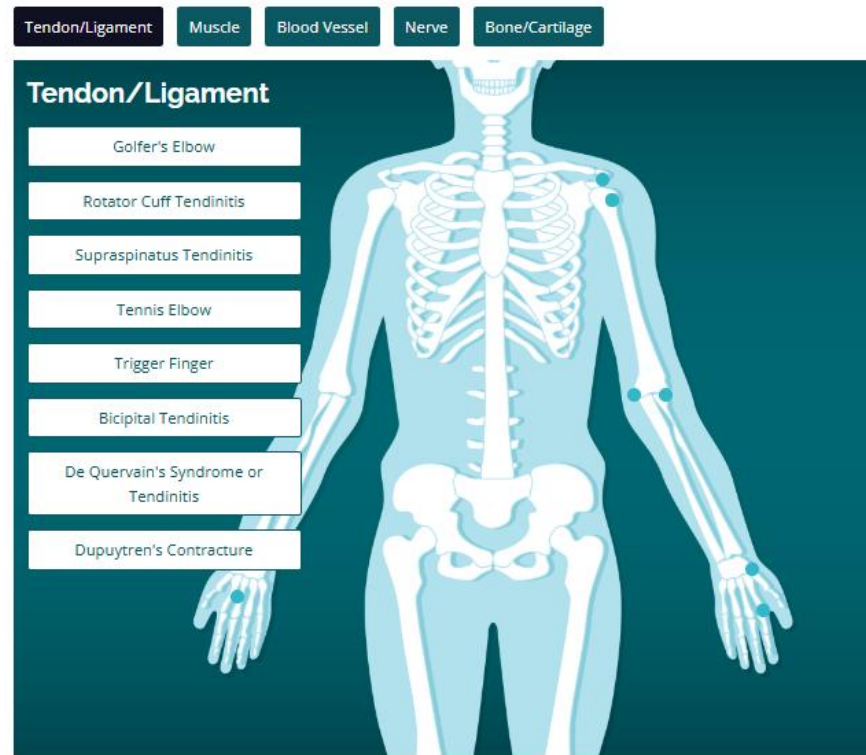 Tendon/Ligament
Muscle
Blood Vessel
Nerve
Bone/Cartilage
Tendon/Ligament
Golfer's Elbow
Rotator Cuff Tendinitis
Supraspinatus Tendinitis
Tennis Elbow
Trigger Finger
Bicipital Tendinitis
De Quervain's Syndrome or
Tendinitis
Dupuytren's Contracture